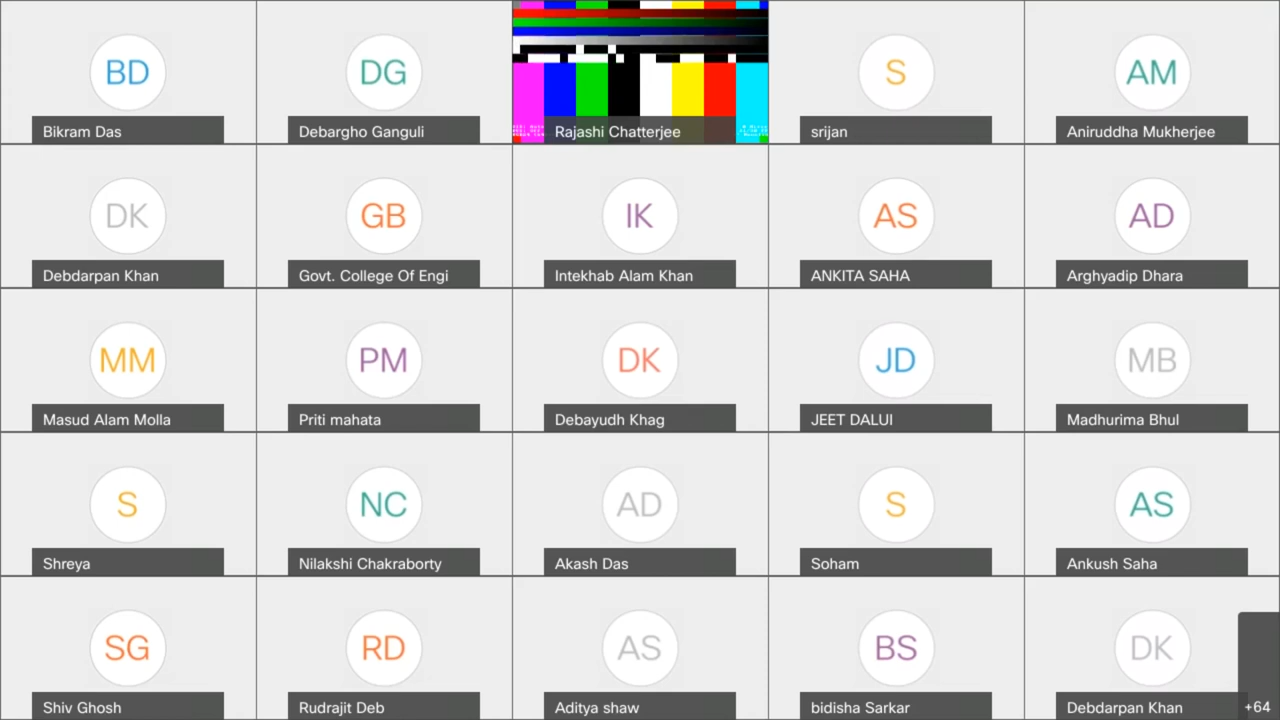 BD
Bikram Das
DG
Debargho Ganguli
Rajashi Chatterjee
S
srijan
AM
Aniruddha Mukherjee
DK
Debdarpan Khan
GB
Govt. College Of Engi
IK
Intekhab Alam Khan
AS
ANKITA SAHA
AD
Arghyadip Dhara
MM
Masud Alam Molla
PM
Priti mahata
DK
Debayudh Khag
JD
JEET DALUI
MB
Madhurima Bhul
S
Shreya
NC
Nilakshi Chakraborty
AD
Akash Das
S
Soham
AS
Ankush Saha
SG
Shiv Ghosh
RD
Rudrajit Deb
AS
Aditya shaw
BS
bidisha Sarkar
DK
Debdarpan Khan
+64